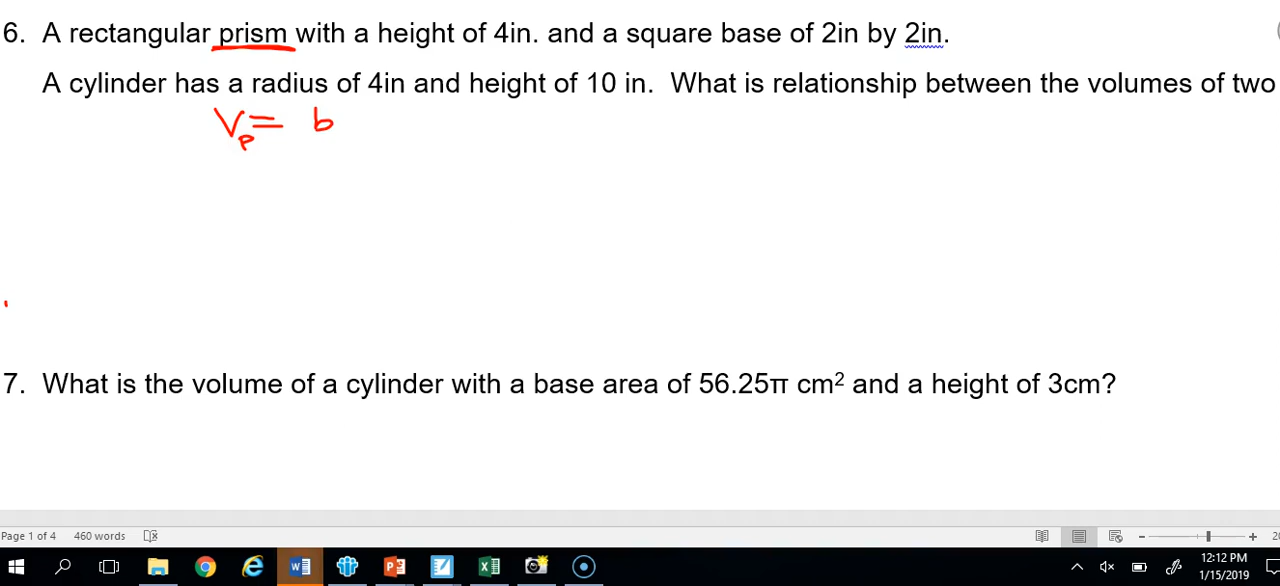 6. A rectangular prism with a height of 4in. and a square base of 2in by 2in.
A cylinder has a radius of 4in and height of 10 in. What is relationship between the volumes of two
Vp = b
7. What is the volume of a cylinder with a base area of 56.25π cm² and a height of 3cm?
Page 1 of 4 460 words
12:12 PM
1/15/2019